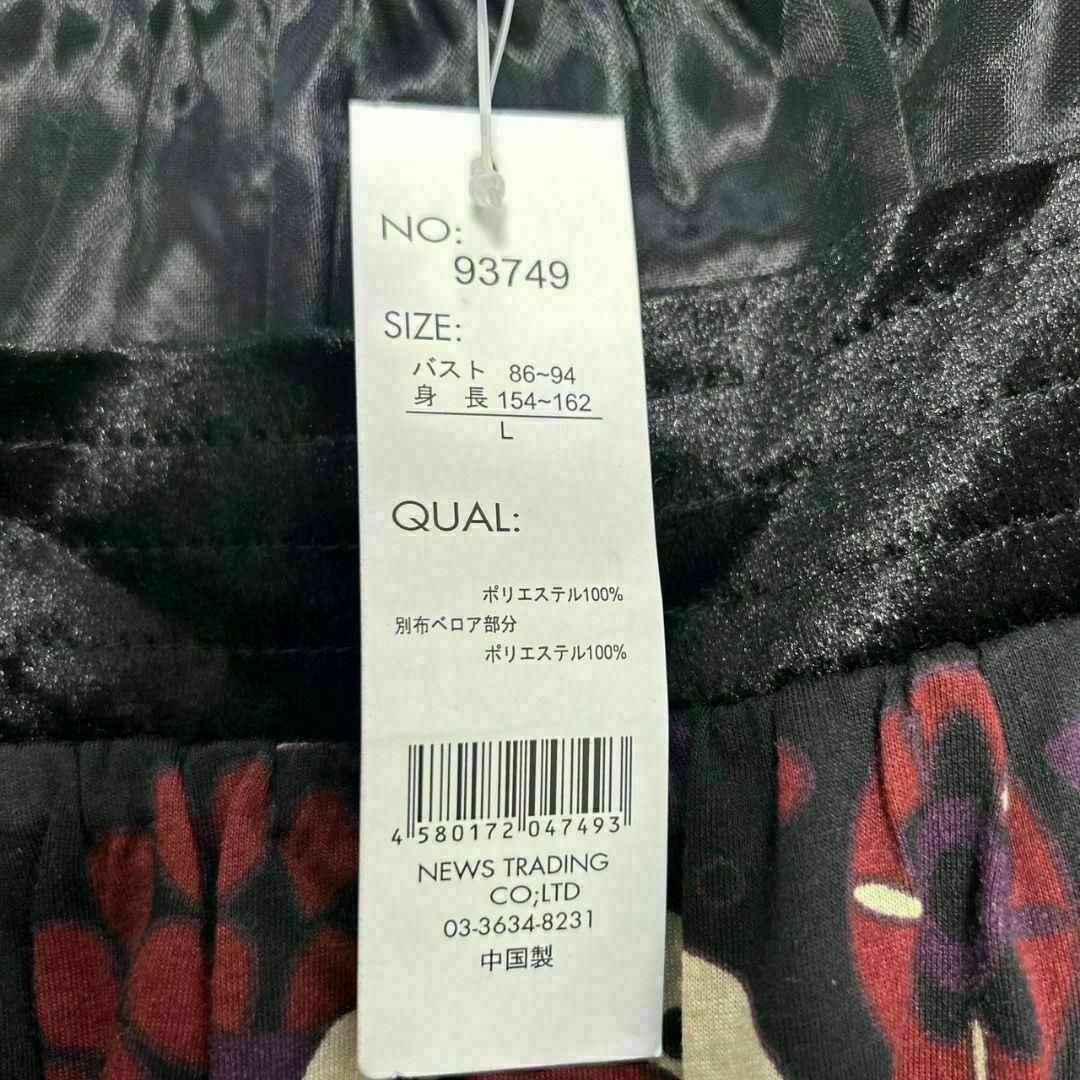 NO:
93749
SIZE:
バスト 86~94
身 長 154~162
L
QUAL:
ポリエステル100%
別布ベロア部分
ポリエステル100%
4 580172 047493
NEWS TRADING
CO;LTD
03-3634-8231
中国製